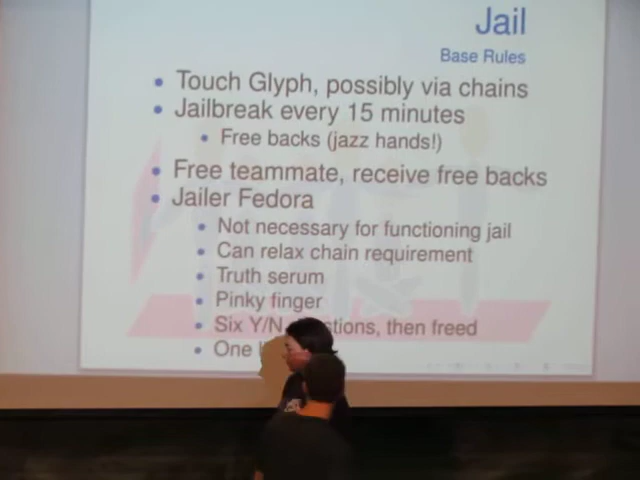 Jail
Base Rules
• Touch Glyph, possibly via chains
• Jailbreak every 15 minutes
• Free backs (jazz hands!)
• Free teammate, receive free backs
• Jailer Fedora
• Not necessary for functioning jail
• Can relax chain requirement
• Truth serum
• Pinky finger
• Six Y/N stions, then freed
• One